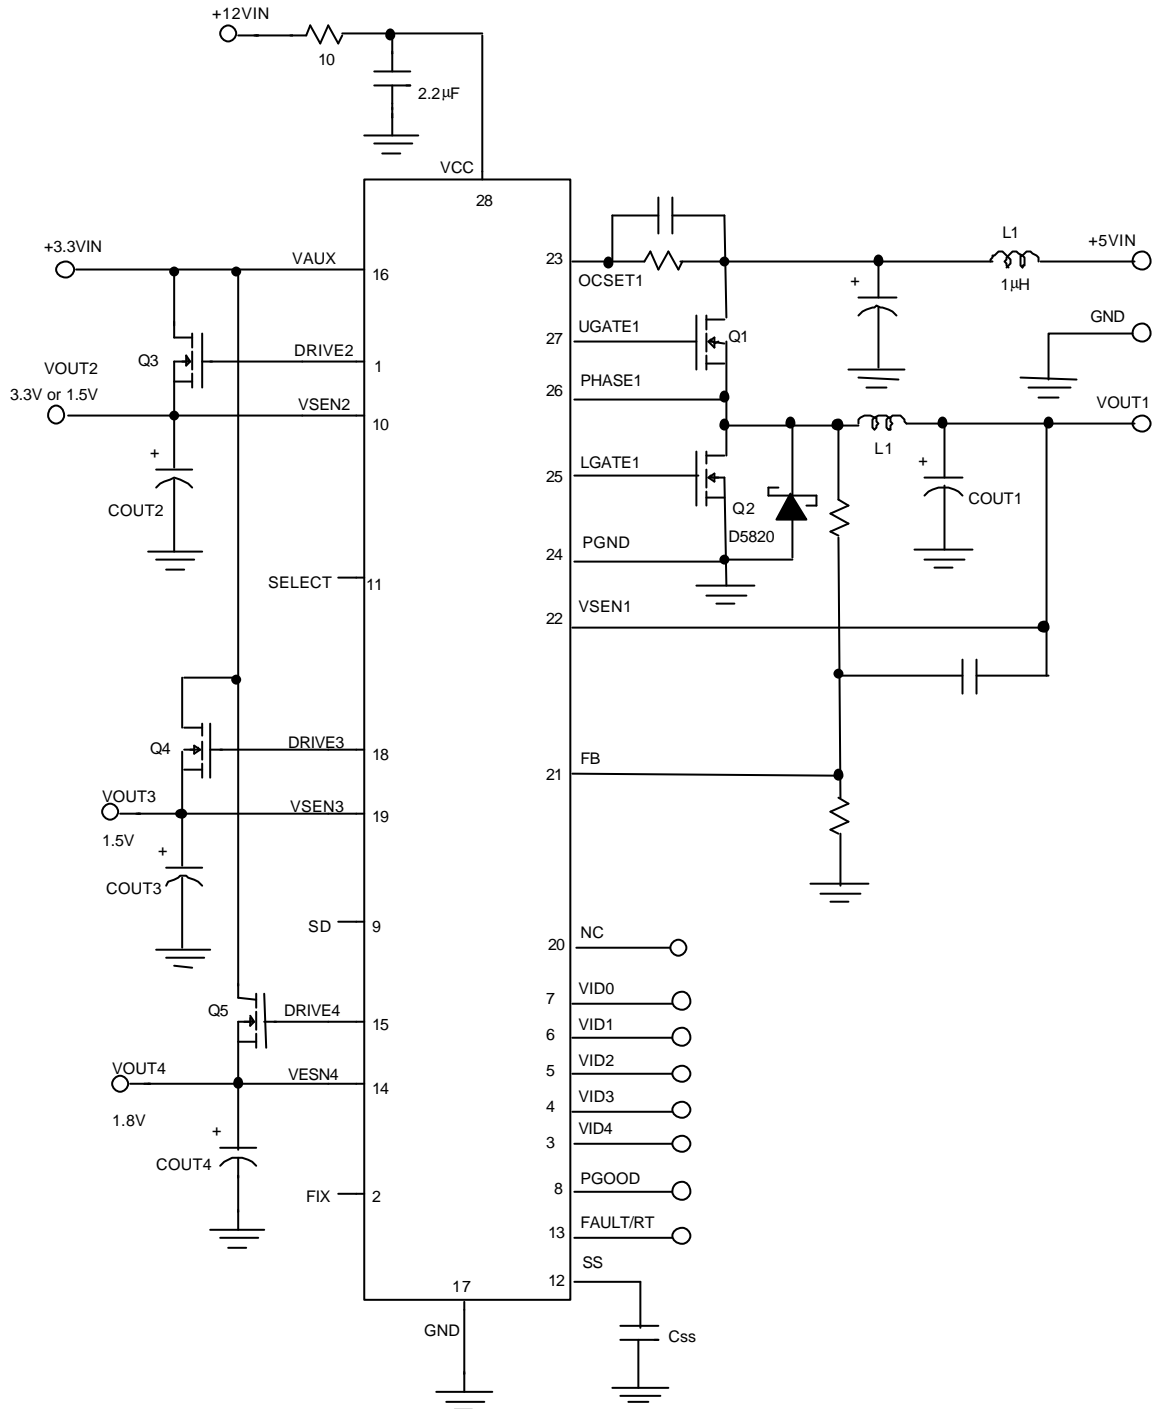 +12VIN
10
2.2μF
VCC
28
+3.3VIN
VAUX
16
Q3
DRIVE2
1
VOUT2
3.3V or 1.5V
VSEN2
10
+
COUT2
SELECT
11
Q4
DRIVE3
18
VOUT3
VSEN3
19
1.5V
+
COUT3
SD
9
Q5
DRIVE4
15
VOUT4
VESN4
14
1.8V
+
COUT4
FIX
2
17
GND
23
OCSET1
L1
+5VIN
1μH
+
GND
27
UGATE1
Q1
26
PHASE1
VOUT1
L1
25
LGATE1
Q2
+
COUT1
D5820
24
PGND
22
VSEN1
21
FB
20
NC
7
VID0
6
VID1
5
VID2
4
VID3
3
VID4
8
PGOOD
13
FAULT/RT
12
SS
Css